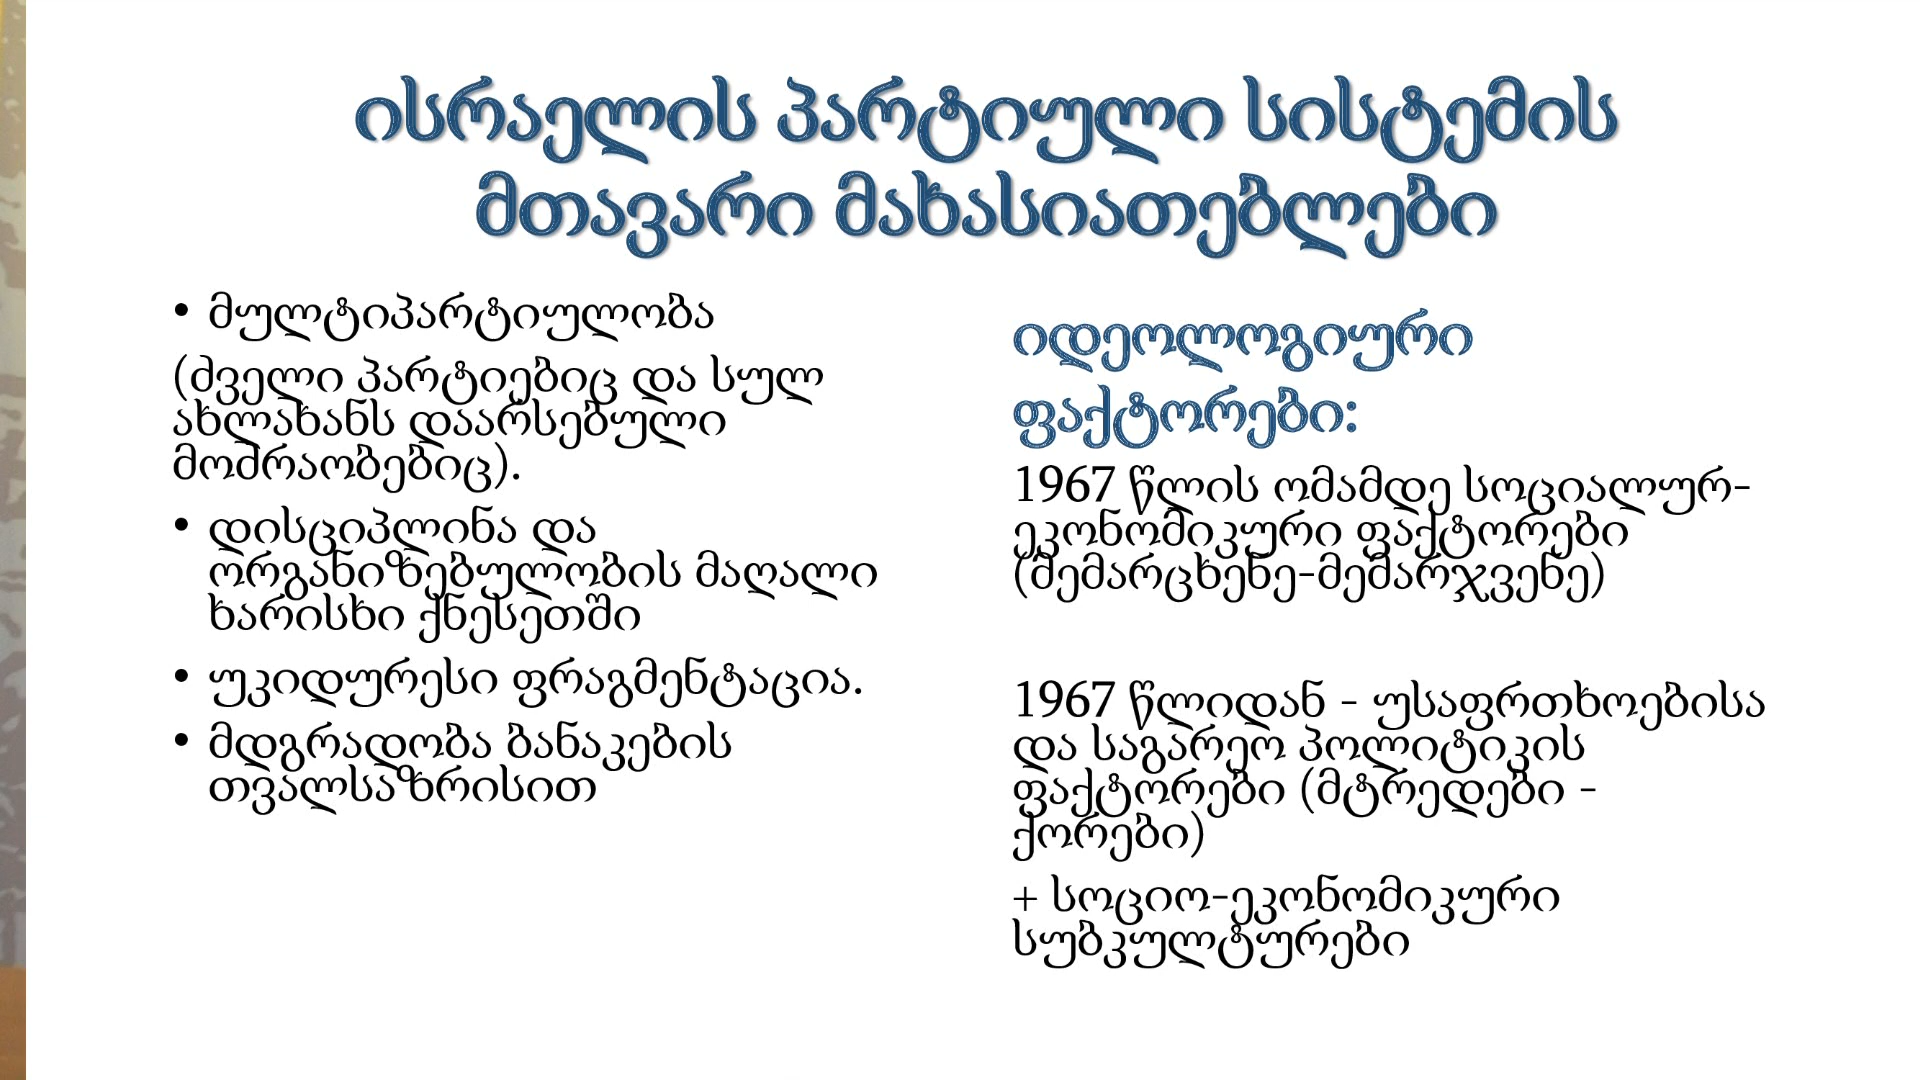 ისრაელის პარტიული სისტემის
მთავარი მახასიათებლები
• მულტიპარტიულობა
(ძველი პარტიებიც და სულ
ახლახანს დაარსებული
მოძრაობებიც).
• დისციპლინა და
ორგანიზებულობის მაღალი
ხარისხი ქნესეთში
• უკიდურესი ფრაგმენტაცია.
• მდგრადობა ბანაკების
თვალსაზრისით
იდეოლოგიური
ფაქტორები:
1967 წლის ომამდე სოციალურ-
ეკონომიკური ფაქტორები
(მემარცხენე-მემარჯვენე)
1967 წლიდან - უსაფრთხოებისა
და საგარეო პოლიტიკის
ფაქტორები (მტრედები -
ქორები)
+ სოციო-ეკონომიკური
სუბკულტურები